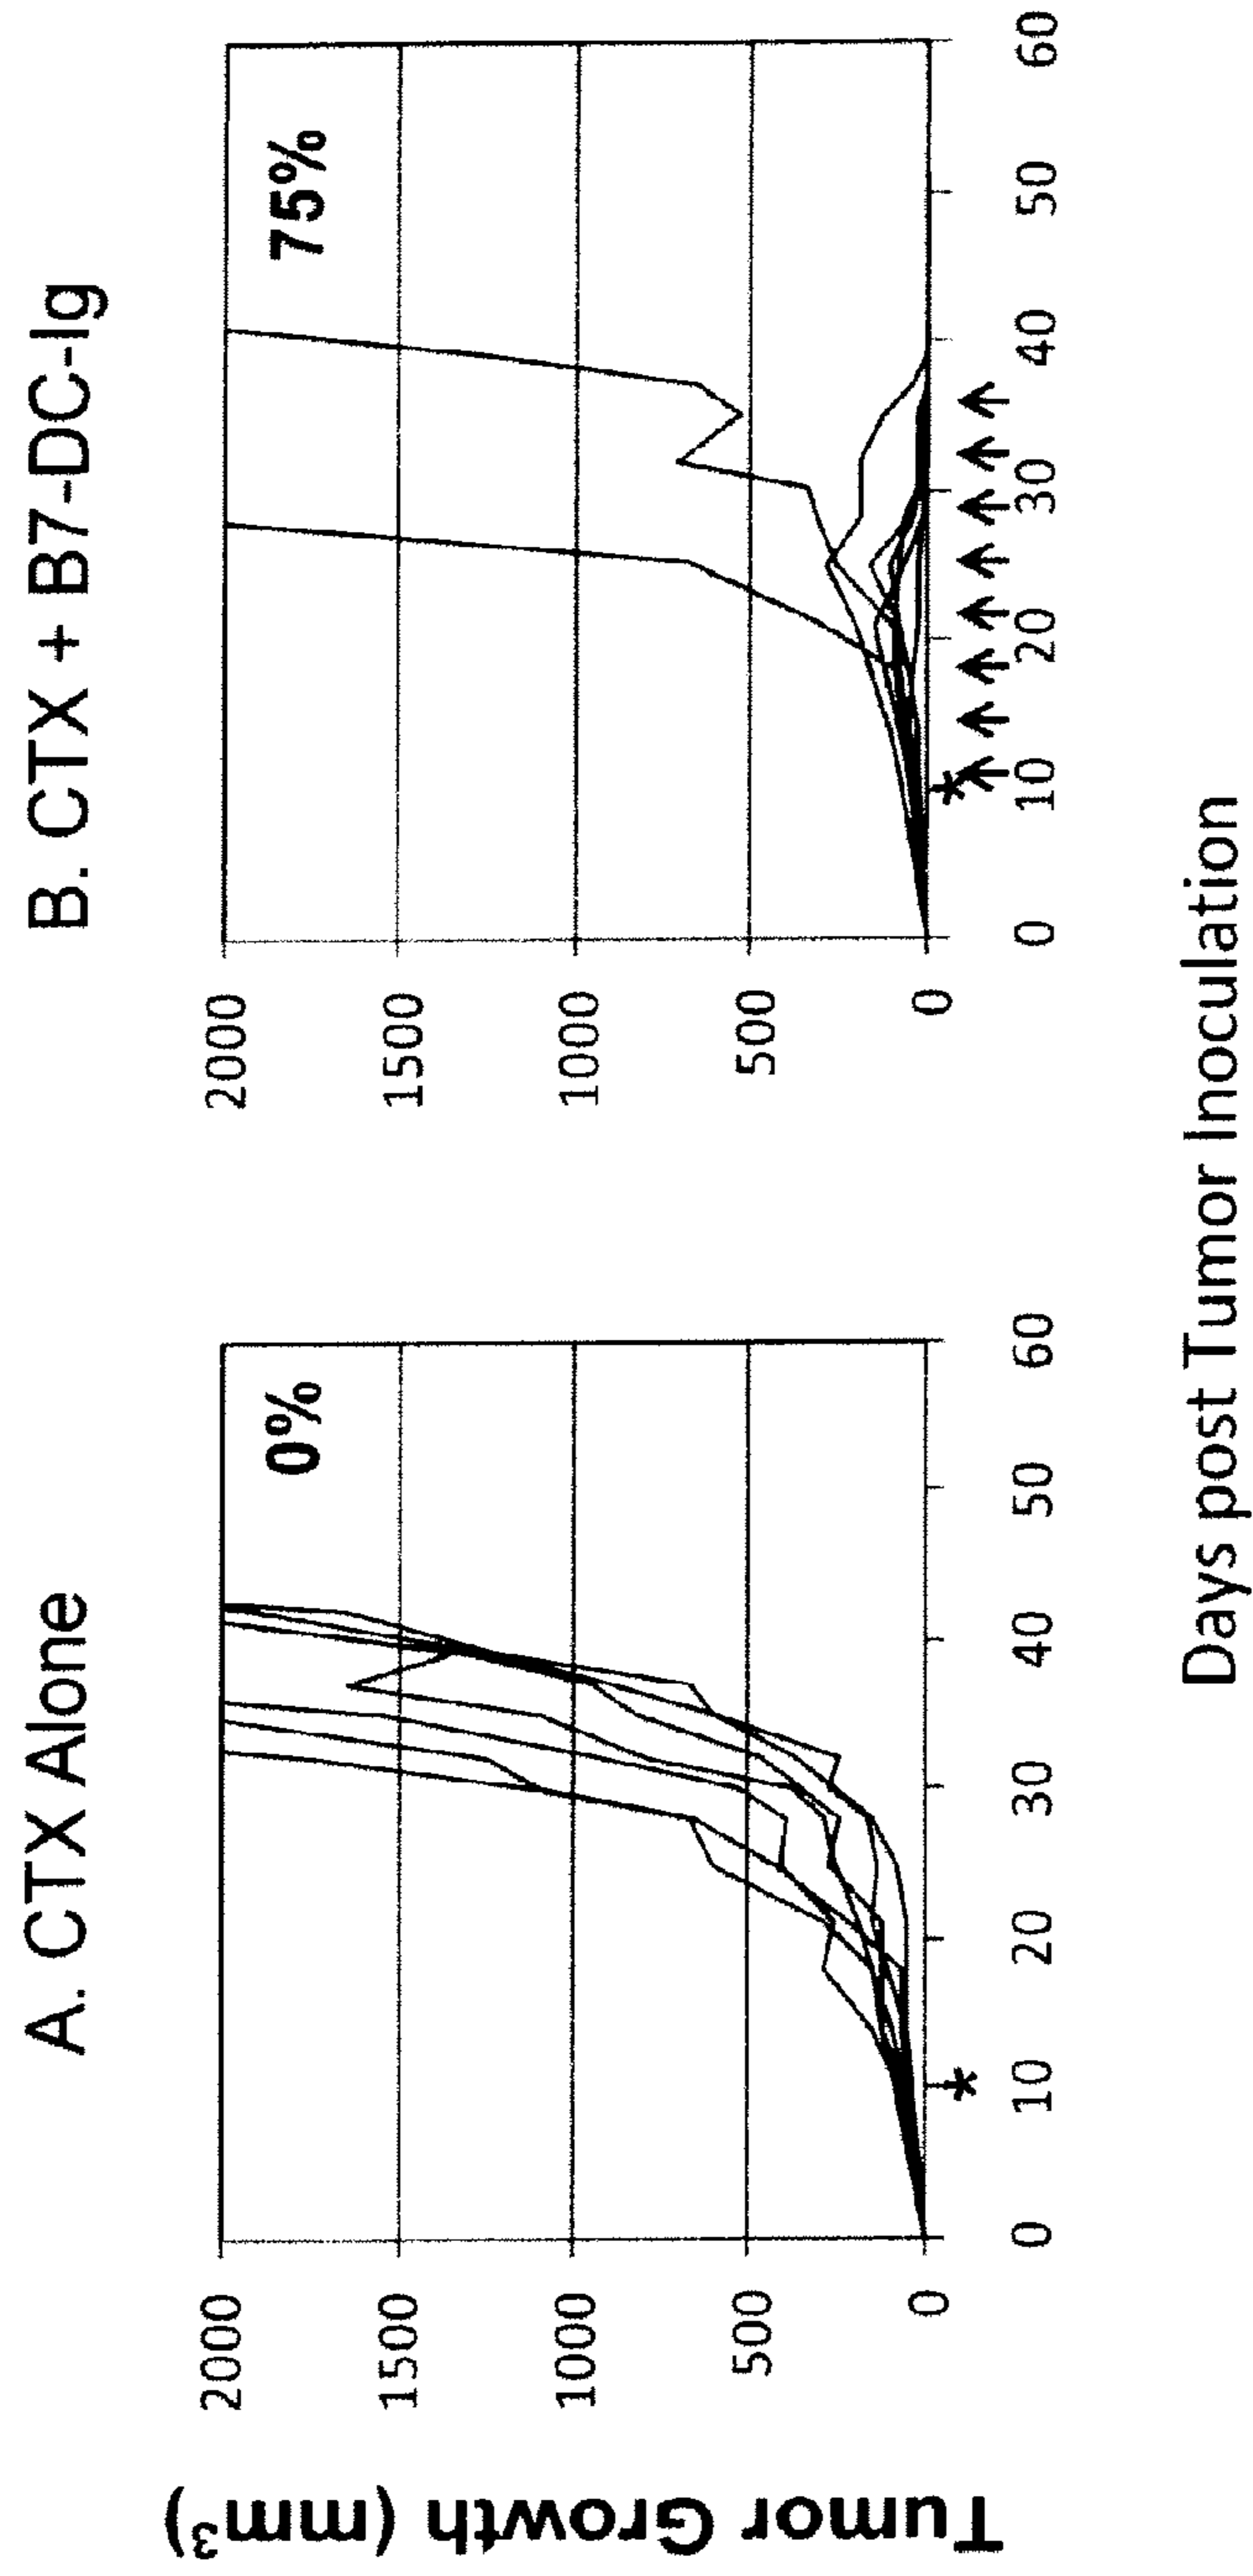 A. CTX Alone
B. CTX + B7-DC-Ig
Tumor Growth (mm³)
2000
1500
1000
500
0
0%
0 10 20 30 40 50 60
*
2000
1500
1000
500
0
75%
0 10 20 30 40 50 60
*
Days post Tumor Inoculation